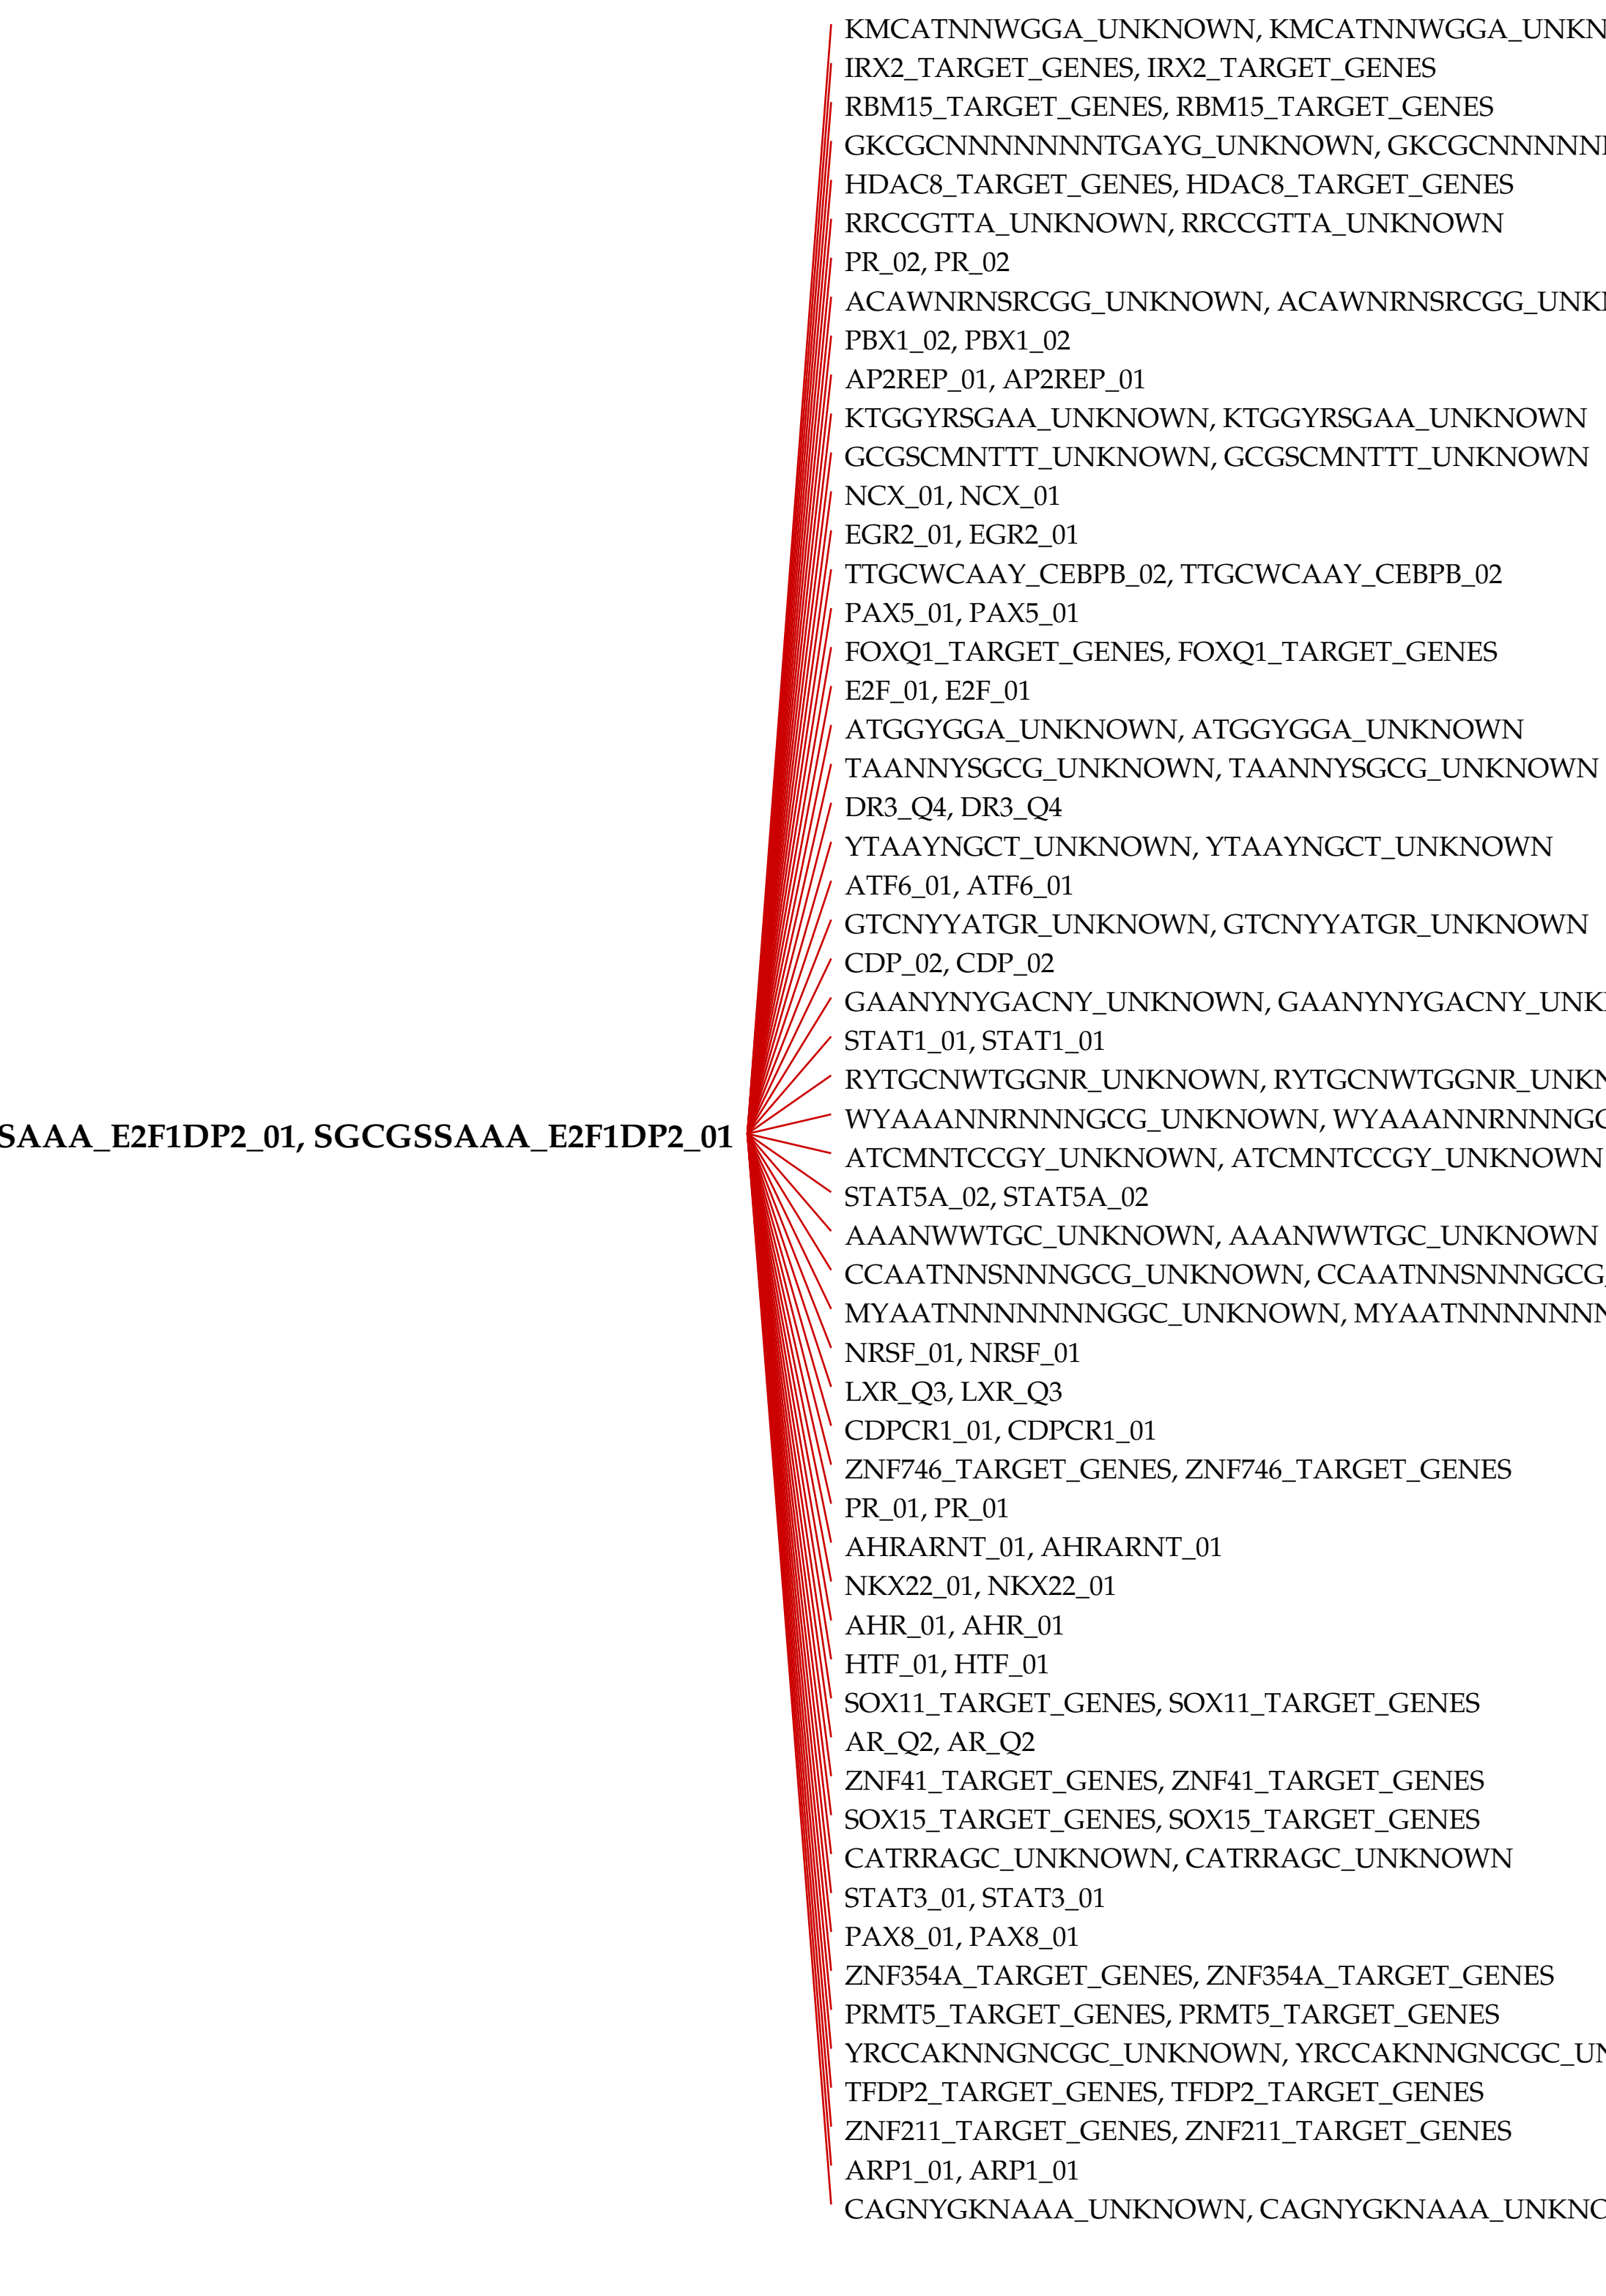 KMCATNNWGGA_UNKNOWN, KMCATNNWGGA_UNKN
IRX2_TARGET_GENES, IRX2_TARGET_GENES
RBM15_TARGET_GENES, RBM15_TARGET_GENES
GKCGCNNNNNNNTGAYG_UNKNOWN, GKCGCNNNNN
HDAC8_TARGET_GENES, HDAC8_TARGET_GENES
RRCCGTTA_UNKNOWN, RRCCGTTA_UNKNOWN
PR_02, PR_02
ACAWNRNSRCGG_UNKNOWN, ACAWNRNSRCGG_UNK
PBX1_02, PBX1_02
AP2REP_01, AP2REP_01
KTGGYRSGAA_UNKNOWN, KTGGYRSGAA_UNKNOWN
GCGSCMNTTT_UNKNOWN, GCGSCMNTTT_UNKNOWN
NCX_01, NCX_01
EGR2_01, EGR2_01
TTGCWCAAY_CEBPB_02, TTGCWCAAY_CEBPB_02
PAX5_01, PAX5_01
FOXQ1_TARGET_GENES, FOXQ1_TARGET_GENES
E2F_01, E2F_01
ATGGYGGA_UNKNOWN, ATGGYGGA_UNKNOWN
TAANNYSGCG_UNKNOWN, TAANNYSGCG_UNKNOWN
DR3_Q4, DR3_Q4
YTAAYNGCT_UNKNOWN, YTAAYNGCT_UNKNOWN
ATF6_01, ATF6_01
GTCNYYATGR_UNKNOWN, GTCNYYATGR_UNKNOWN
CDP_02, CDP_02
GAANYNYGACNY_UNKNOWN, GAANYNYGACNY_UNK
STAT1_01, STAT1_01
RYTGCNWTGGNR_UNKNOWN, RYTGCNWTGGNR_UNKN
WYAAANNRNNNGCG_UNKNOWN, WYAAANNRNNNGC
SAAA_E2F1DP2_01, SGCGSSAAA_E2F1DP2_01
ATCMNTCCGY_UNKNOWN, ATCMNTCCGY_UNKNOWN
STAT5A_02, STAT5A_02
AAANWWTGC_UNKNOWN, AAANWWTGC_UNKNOWN
CCAATNNSNNNGCG_UNKNOWN, CCAATNNSNNNGCG_
MYAATNNNNNNNGGC_UNKNOWN, MYAATNNNNNNN
NRSF_01, NRSF_01
LXR_Q3, LXR_Q3
CDPCR1_01, CDPCR1_01
ZNF746_TARGET_GENES, ZNF746_TARGET_GENES
PR_01, PR_01
AHRARNT_01, AHRARNT_01
NKX22_01, NKX22_01
AHR_01, AHR_01
HTF_01, HTF_01
SOX11_TARGET_GENES, SOX11_TARGET_GENES
AR_Q2, AR_Q2
ZNF41_TARGET_GENES, ZNF41_TARGET_GENES
SOX15_TARGET_GENES, SOX15_TARGET_GENES
CATRRAGC_UNKNOWN, CATRRAGC_UNKNOWN
STAT3_01, STAT3_01
PAX8_01, PAX8_01
ZNF354A_TARGET_GENES, ZNF354A_TARGET_GENES
PRMT5_TARGET_GENES, PRMT5_TARGET_GENES
YRCCAKNNGNCGC_UNKNOWN, YRCCAKNNGNCGC_UN
TFDP2_TARGET_GENES, TFDP2_TARGET_GENES
ZNF211_TARGET_GENES, ZNF211_TARGET_GENES
ARP1_01, ARP1_01
CAGNYGKNAAA_UNKNOWN, CAGNYGKNAAA_UNKNO